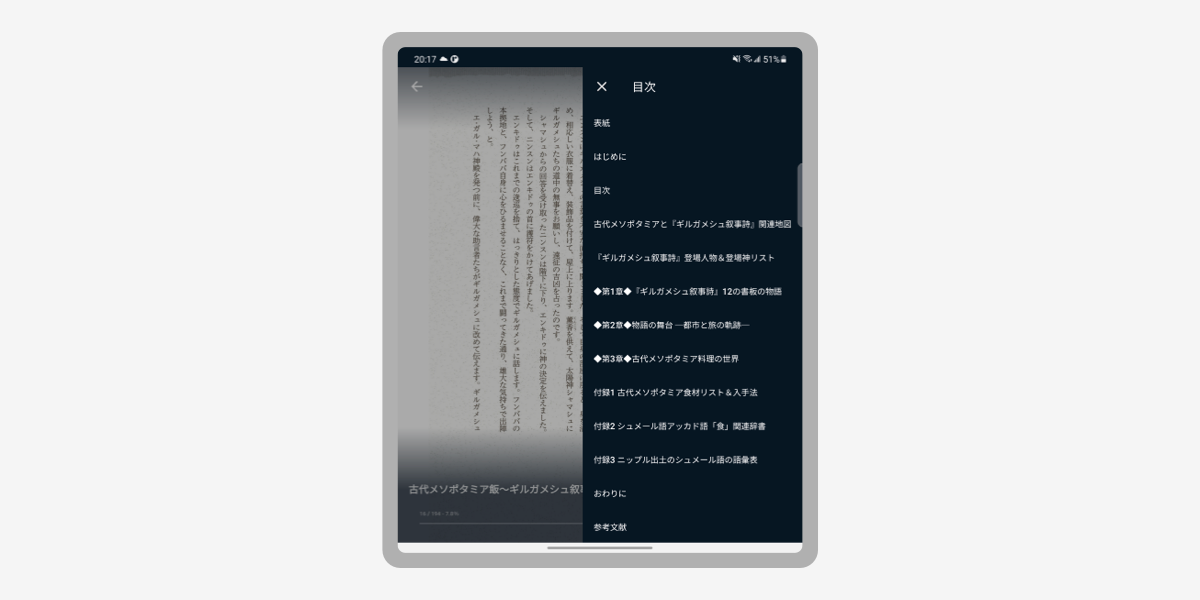 20:17
51%
目次
表紙
はじめに
目次
古代メソポタミアと『ギルガメシュ叙事詩』関連地図
『ギルガメシュ叙事詩』登場人物＆登場神リスト
◆第1章◆『ギルガメシュ叙事詩』12の書板の物語
◆第2章◆物語の舞台 ―都市と旅の軌跡―
◆第3章◆古代メソポタミア料理の世界
付録1 古代メソポタミア食材リスト＆入手法
付録2 シュメール語アッカド語「食」関連辞書
付録3 ニップル出土のシュメール語の語彙表
おわりに
参考文献
め、相応しい衣服に着替え、装飾品を付けて、屋上に上ります。薫香を供えて、太陽神シャマシュに
ギルガメシュたちの道中の無事をお願いし、遠征の吉凶を占ったのです。
シャマシュからの回答を受け取ったニンスンは階下に下り、エンキドゥに神の決定を伝えました。
そして、ニンスンはエンキドゥの首に護符をかけてあげました。
エンキドゥはこれまでの逡巡を捨て、はっきりとした態度でギルガメシュに話します。フンババの
本拠地と、フンババ自身に心をひるませることなく、これまで闘ってきた通り、雄大な気持ちで出陣
しよう、と。
エ・ガル・マハ神殿を発つ前に、偉大な助言者たちがギルガメシュに改めて伝えます。ギルガメシュ
古代メソポタミア飯～ギルガメシュ叙